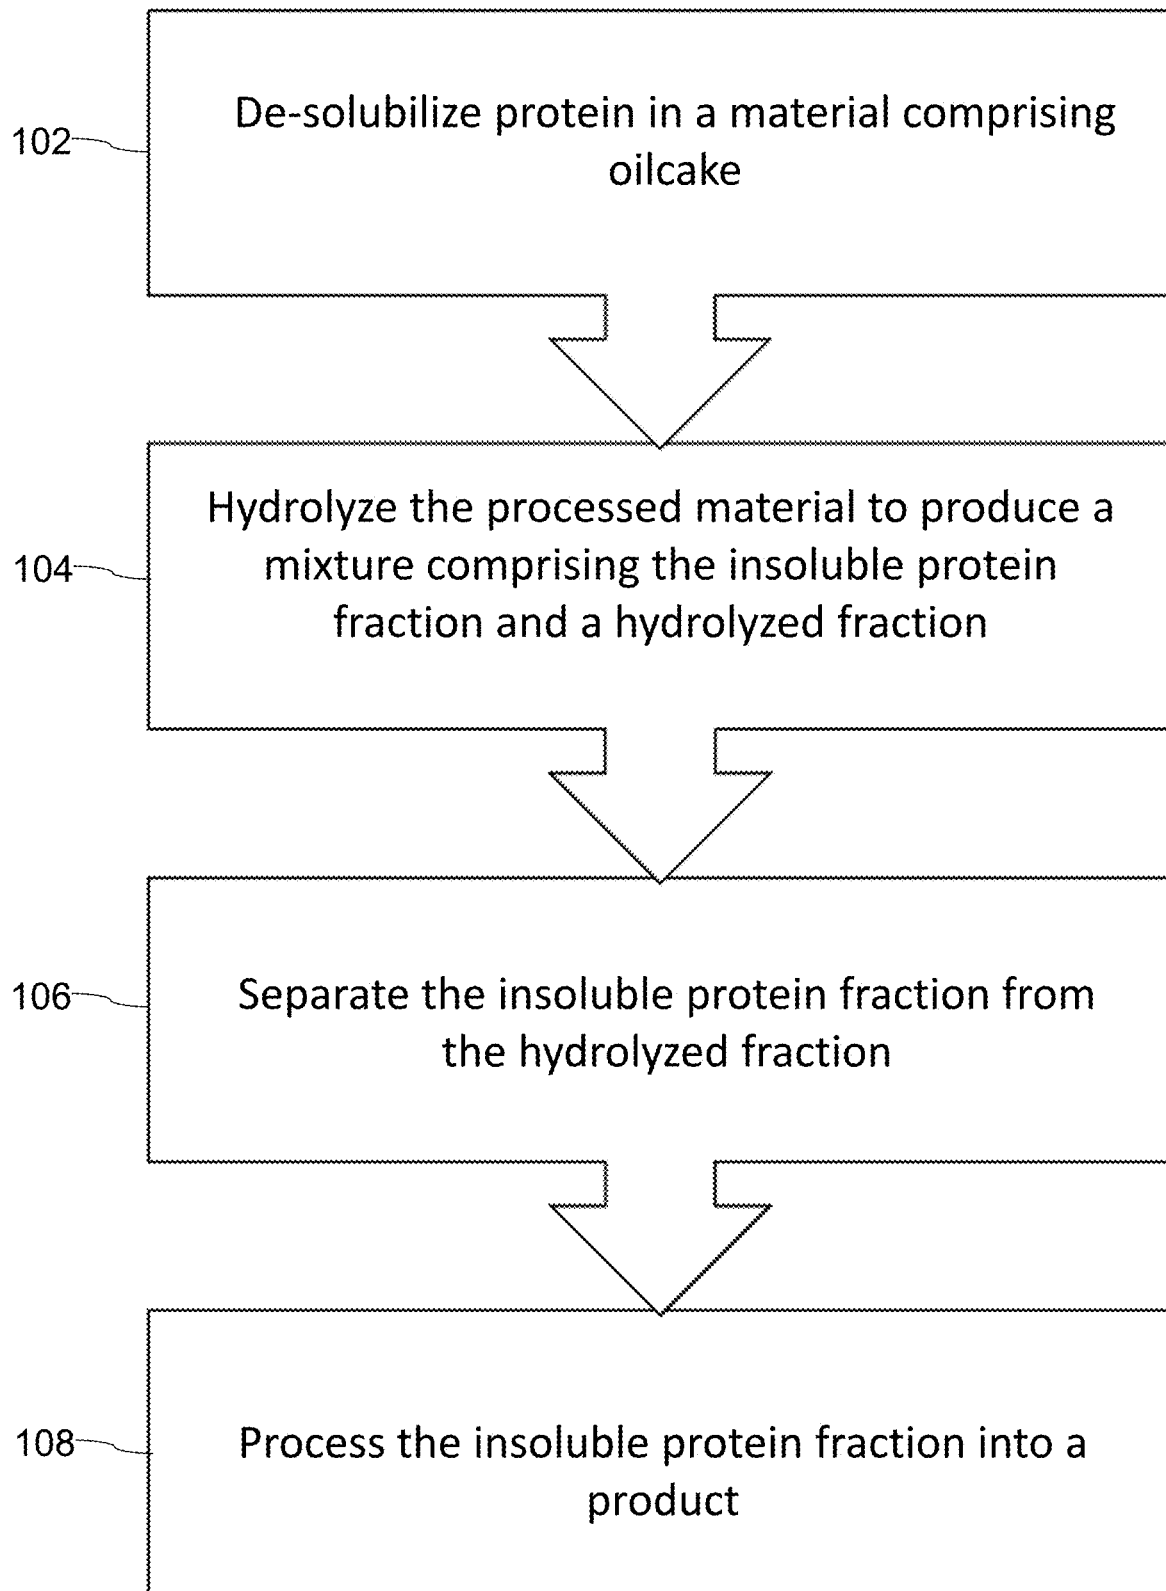 102
De-solubilize protein in a material comprising
oilcake
104
Hydrolyze the processed material to produce a
mixture comprising the insoluble protein
fraction and a hydrolyzed fraction
106
Separate the insoluble protein fraction from
the hydrolyzed fraction
108
Process the insoluble protein fraction into a
product